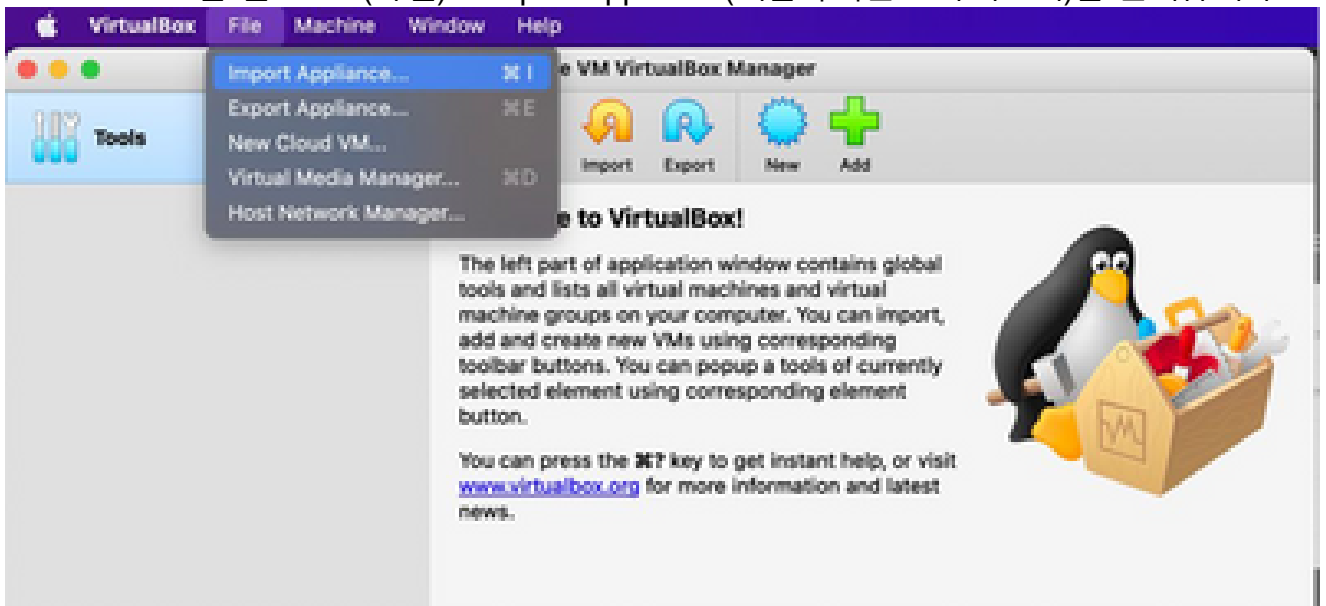 VirtualBox File Machine Window Help
Import Appliance... ⌘ I
e VM VirtualBox Manager
Export Appliance... ⌘ E
New Cloud VM...
Virtual Media Manager... ⌘ D
Host Network Manager...
Tools
Import Export New Add
e to VirtualBox!
The left part of application window contains global
tools and lists all virtual machines and virtual
machine groups on your computer. You can import,
add and create new VMs using corresponding
toolbar buttons. You can popup a tools of currently
selected element using corresponding element
button.
You can press the ⌘? key to get instant help, or visit
www.virtualbox.org for more information and latest
news.